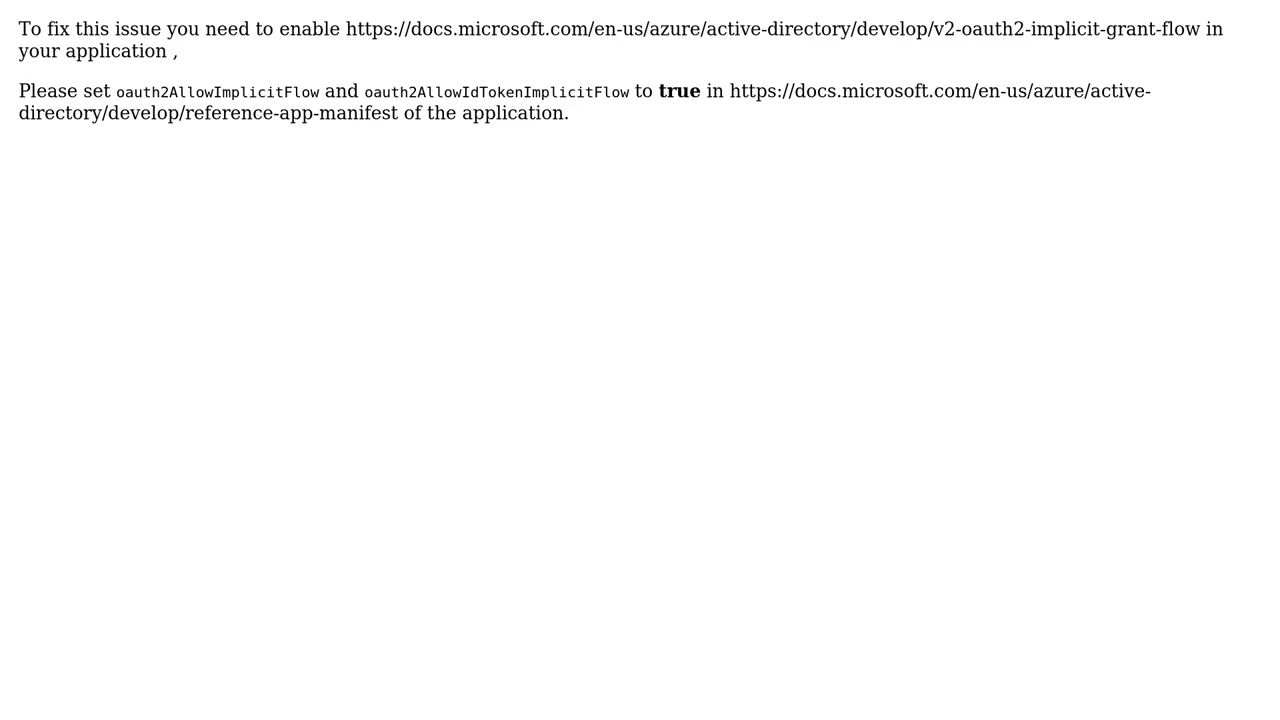 To fix this issue you need to enable https://docs.microsoft.com/en-us/azure/active-directory/develop/v2-oauth2-implicit-grant-flow in
your application ,
Please set oauth2AllowImplicitFlow and oauth2AllowIdTokenImplicitFlow to true in https://docs.microsoft.com/en-us/azure/active-
directory/develop/reference-app-manifest of the application.